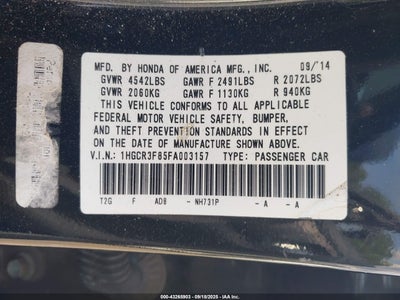 MFD. BY HONDA OF AMERICA MFG., INC. 09/14
GVWR 4542LBS GAWR F 2491LBS R 2072LBS
GVWR 2060KG GAWR F 1130KG R 940KG
THIS VEHICLE CONFORMS TO ALL APPLICABLE
FEDERAL MOTOR VEHICLE SAFETY, BUMPER,
AND THEFT PREVENTION STANDARDS IN EFFECT
ON THE DATE OF MANUFACTURE SHOWN ABOVE.
V.I.N.: 1HGCR3F85FA003157 TYPE: PASSENGER CAR
T2G F AD8 - NH731P - A - A
© 000-43265903 - 09/18/2025 - IAA Inc.